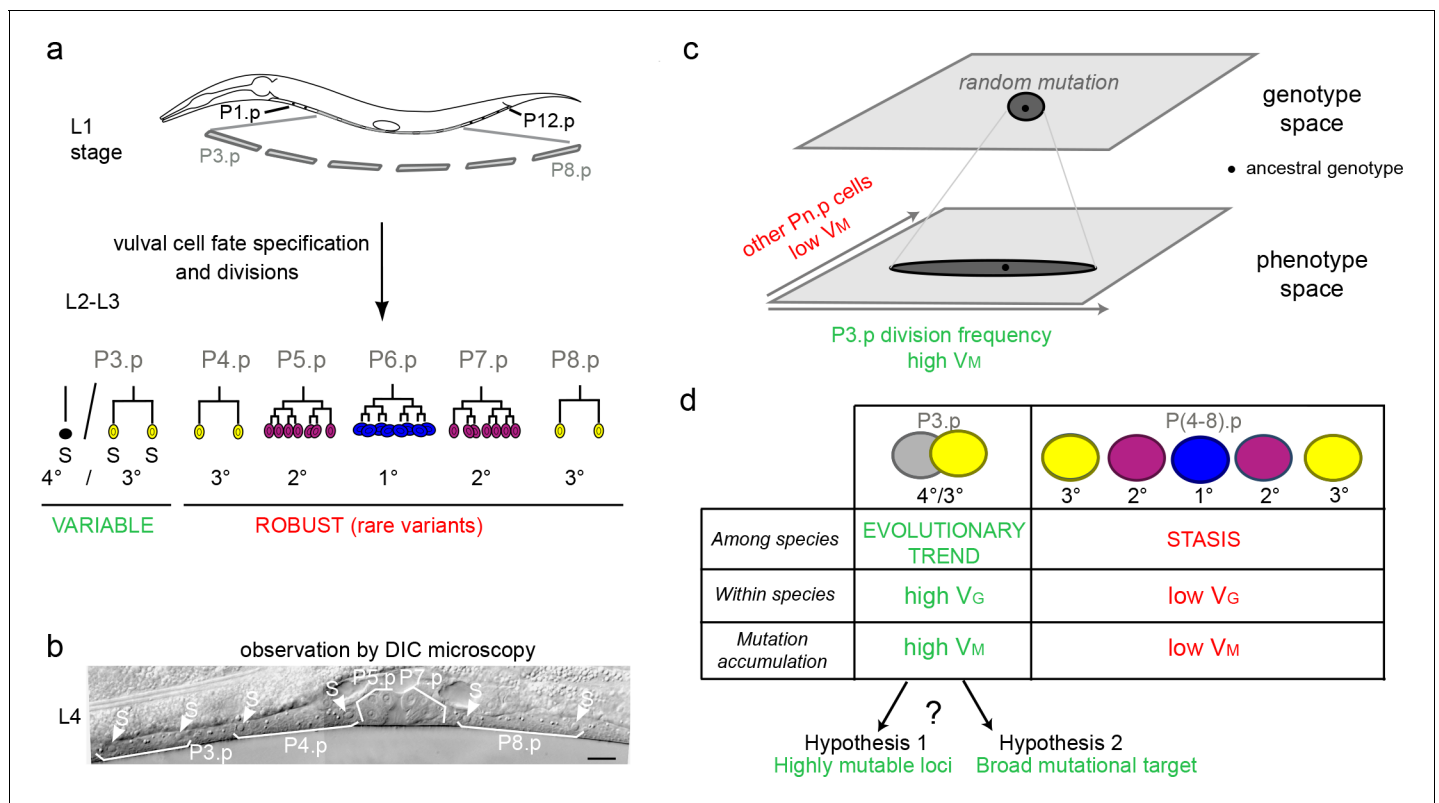 a
L1
stage
P1.p
P12.p
P3.p
P8.p
vulval cell fate specification
and divisions
L2-L3
P3.p P4.p P5.p P6.p P7.p P8.p
S S S
4° / 3° 3° 2° 1° 2° 3°
VARIABLE ROBUST (rare variants)
b
observation by DIC microscopy
L4
S S S S S S
P5.p P7.p
P3.p P4.p P8.p
c
random mutation
genotype
space
• ancestral genotype
other Pn.p cells
low VM
phenotype
space
P3.p division frequency
high VM
d
P3.p P(4-8).p
4°/3° 3° 2° 1° 2° 3°
Among species EVOLUTIONARY TREND STASIS
Within species high VG low VG
Mutation accumulation high VM low VM
?
Hypothesis 1 Hypothesis 2
Highly mutable loci Broad mutational target